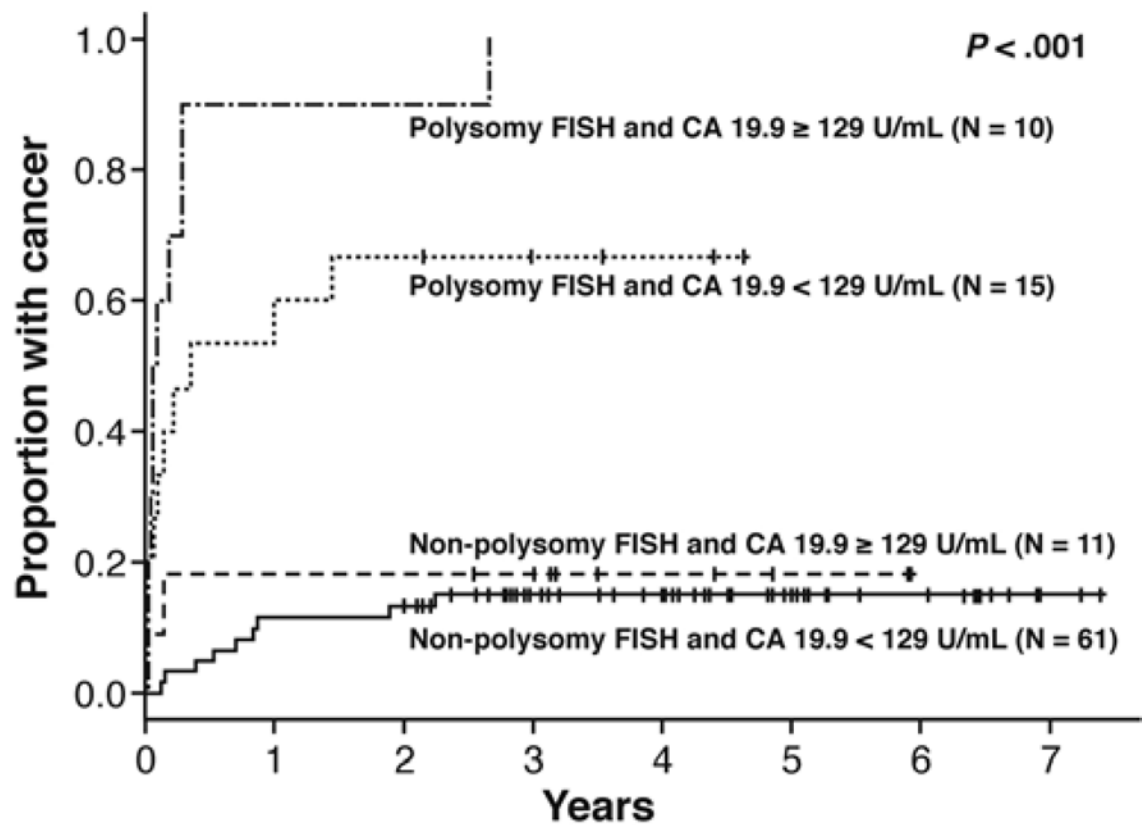 P < .001
1.0
0.8
0.6
0.4
0.2
0.0
Proportion with cancer
Polysomy FISH and CA 19.9 ≥ 129 U/mL (N = 10)
Polysomy FISH and CA 19.9 < 129 U/mL (N = 15)
Non-polysomy FISH and CA 19.9 ≥ 129 U/mL (N = 11)
Non-polysomy FISH and CA 19.9 < 129 U/mL (N = 61)
0 1 2 3 4 5 6 7
Years